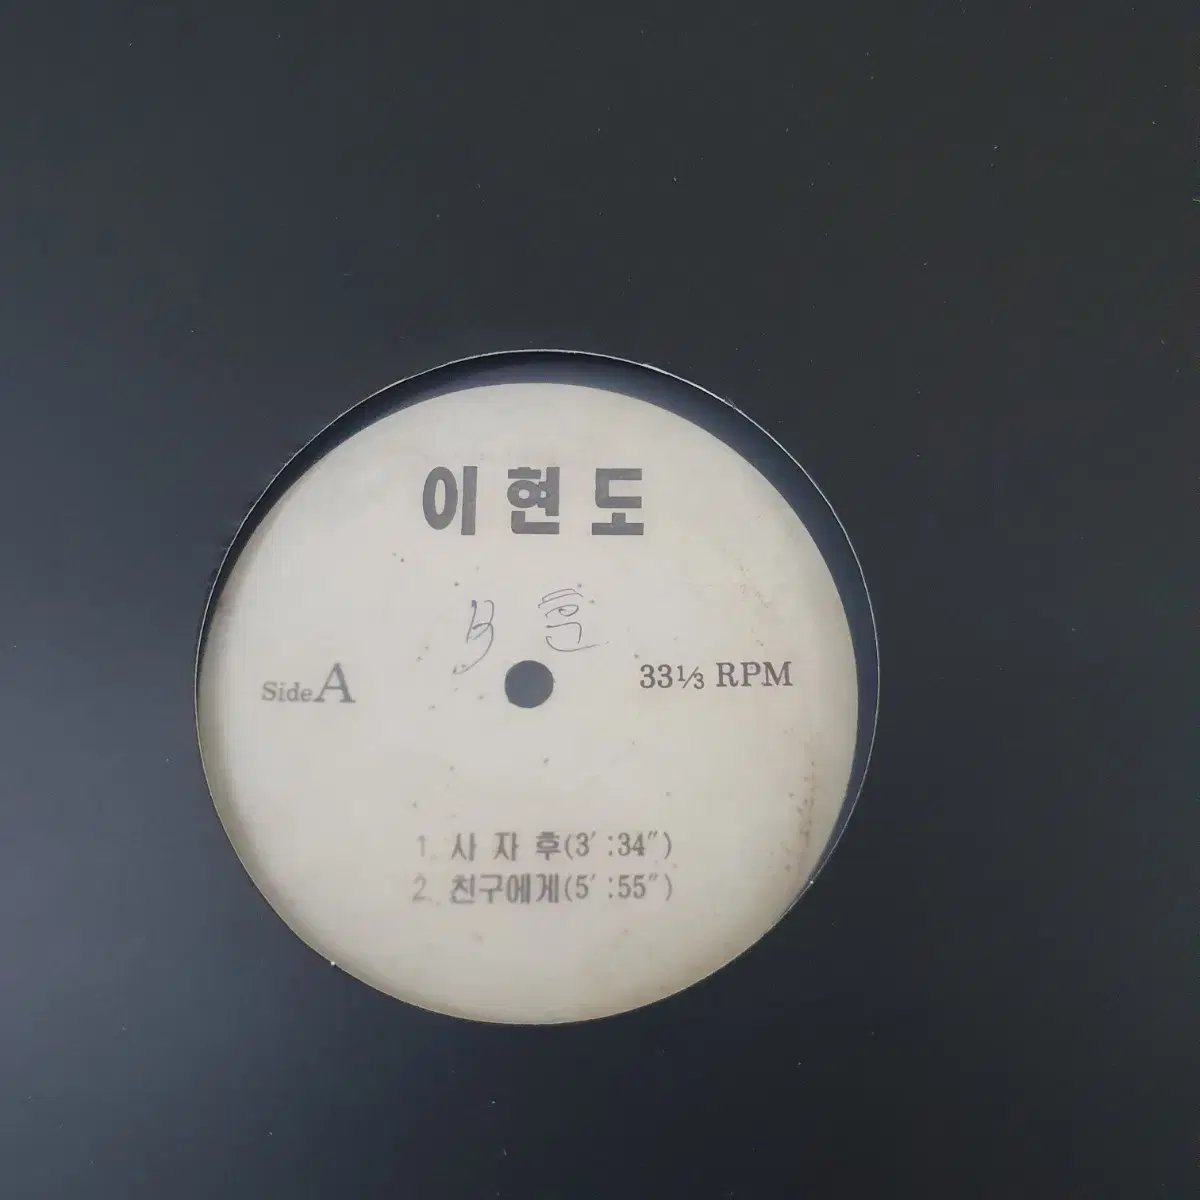 이현도
Side A
33⅓ RPM
1. 사자후(3′:34″)
2. 친구에게(5′:55″)